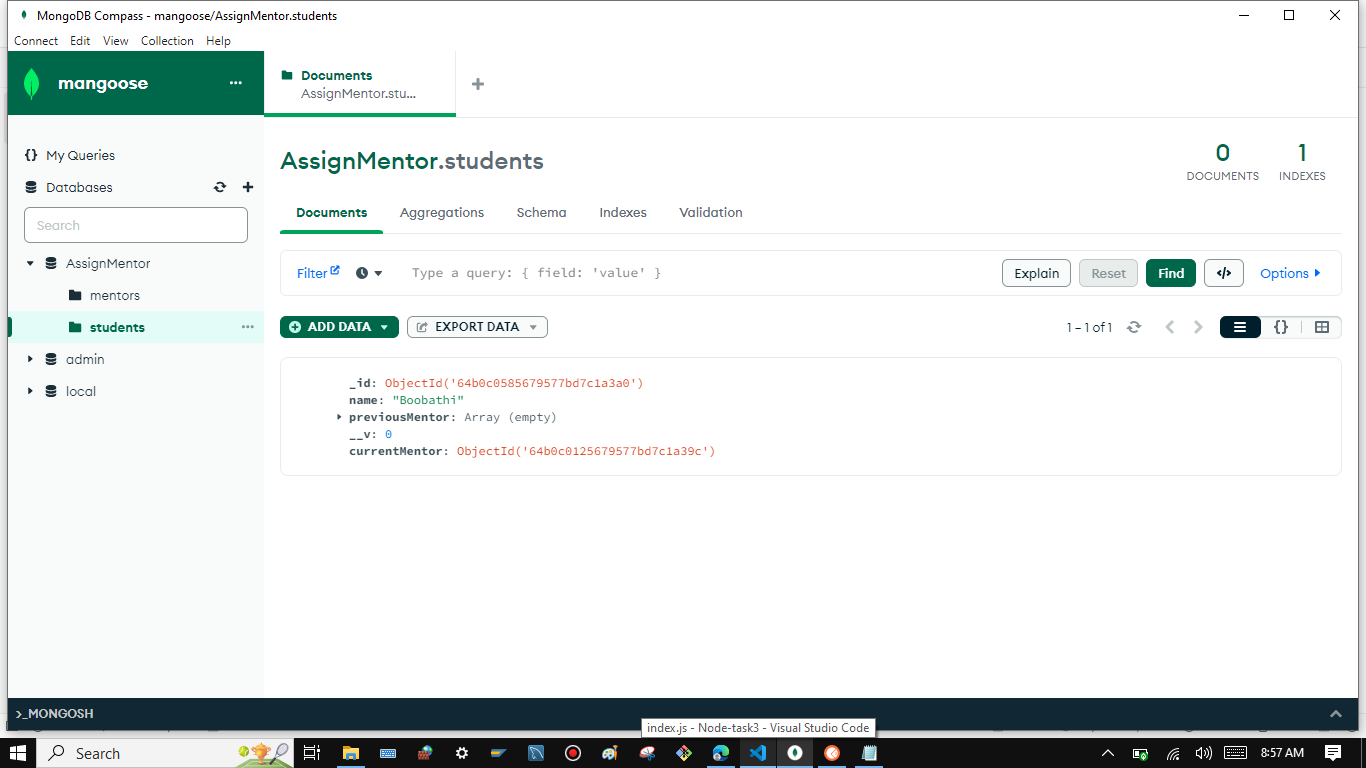 MongoDB Compass - mangoose/AssignMentor.students
Connect Edit View Collection Help
mangoose
Documents
AssignMentor.stu...
My Queries
Databases
Search
AssignMentor
mentors
students
admin
local
AssignMentor.students
0
DOCUMENTS
1
INDEXES
Documents Aggregations Schema Indexes Validation
Filter
Type a query: { field: 'value' }
Explain Reset Find </> Options
ADD DATA EXPORT DATA
1 – 1 of 1
{}
_id: ObjectId('64b0c0585679577bd7c1a3a0')
name: "Boobathi"
previousMentor: Array (empty)
__v: 0
currentMentor: ObjectId('64b0c0125679577bd7c1a39c')
>_MONGOSH
index.js - Node-task3 - Visual Studio Code
Search
8:57 AM